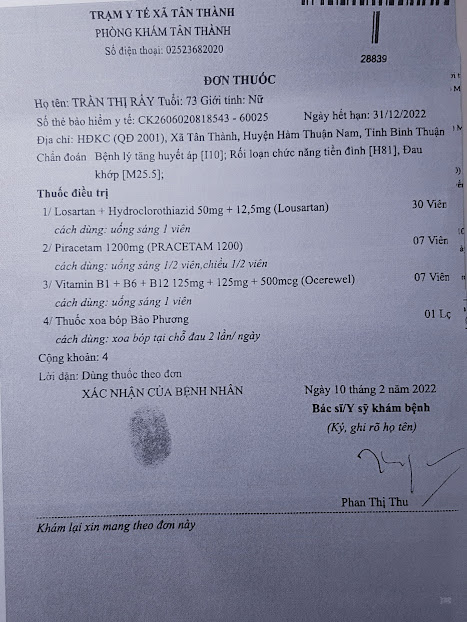 TRẠM Y TẾ XÃ TÂN THÀNH
PHÒNG KHÁM TÂN THÀNH
Số điện thoại: 02523682020
28839
ĐƠN THUỐC
Họ tên: TRẦN THỊ RẢY Tuổi: 73 Giới tính: Nữ
Số thẻ bảo hiểm y tế: CK2606020818543 - 60025 Ngày hết hạn: 31/12/2022
Địa chỉ: HĐKC (QĐ 2001), Xã Tân Thành, Huyện Hàm Thuận Nam, Tỉnh Bình Thuận
Chẩn đoán Bệnh lý tăng huyết áp [I10]; Rối loạn chức năng tiền đình [H81], Đau
khớp [M25.5];
Thuốc điều trị
1/ Losartan + Hydroclorothiazid 50mg + 12,5mg (Lousartan) 30 Viên
cách dùng: uống sáng 1 viên
2/ Piracetam 1200mg (PRACETAM 1200) 07 Viên
cách dùng: uống sáng 1/2 viên,chiều 1/2 viên
3/ Vitamin B1 + B6 + B12 125mg + 125mg + 500mcg (Ocerewel) 07 Viên
cách dùng: uống sáng 1 viên
4/ Thuốc xoa bóp Bảo Phương 01 Lọ
cách dùng: xoa bóp tại chỗ đau 2 lần/ ngày
Cộng khoản: 4
Lời dặn: Dùng thuốc theo đơn
XÁC NHẬN CỦA BỆNH NHÂN Ngày 10 tháng 2 năm 2022
Bác sĩ/Y sỹ khám bệnh
(Ký, ghi rõ họ tên)
Phan Thị Thu
Khám lại xin mang theo đơn này